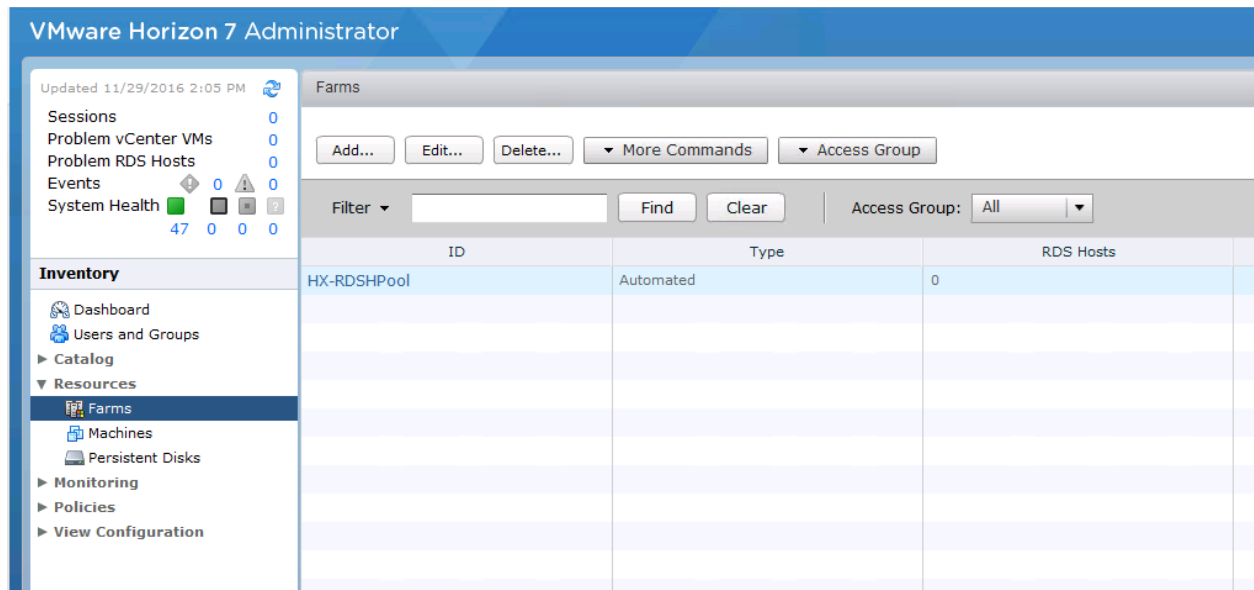 VMware Horizon 7 Administrator
Updated 11/29/2016 2:05 PM
Sessions 0
Problem vCenter VMs 0
Problem RDS Hosts 0
Events 0 0
System Health ?
47 0 0 0
Inventory
Dashboard
Users and Groups
Catalog
Resources
Farms
Machines
Persistent Disks
Monitoring
Policies
View Configuration
Farms
Add... Edit... Delete... More Commands Access Group
Filter Find Clear Access Group: All
ID Type RDS Hosts
HX-RDSHPool Automated 0